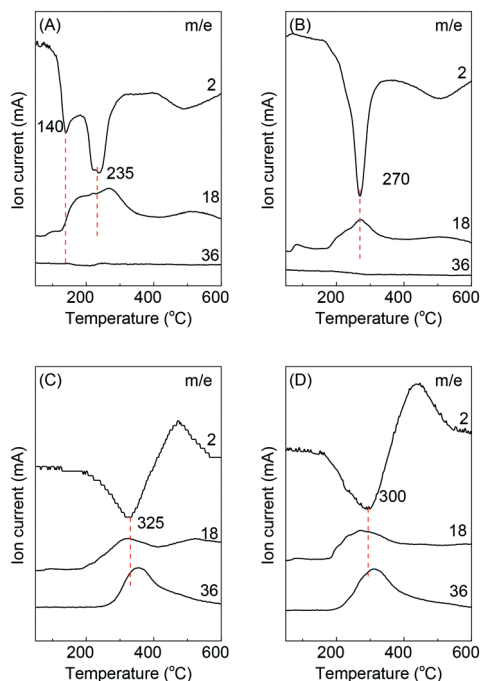 (A) m/e
2
140
235
18
36
Ion current (mA)
200 400 600
Temperature (°C)
(B) m/e
2
270
18
36
Ion current (mA)
200 400 600
Temperature (°C)
(C) m/e
2
325
18
36
Ion current (mA)
200 400 600
Temperature (°C)
(D) m/e
2
300
18
36
Ion current (mA)
200 400 600
Temperature (°C)